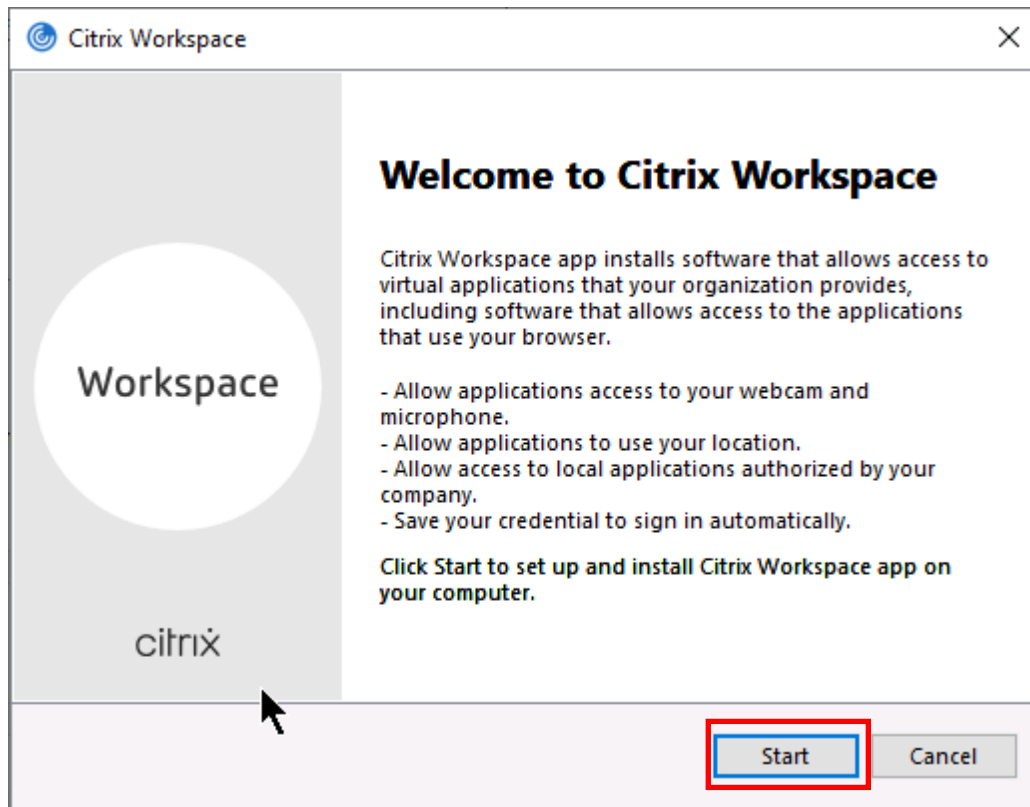 Citrix Workspace
Welcome to Citrix Workspace
Citrix Workspace app installs software that allows access to
virtual applications that your organization provides,
including software that allows access to the applications
that use your browser.
- Allow applications access to your webcam and
microphone.
- Allow applications to use your location.
- Allow access to local applications authorized by your
company.
- Save your credential to sign in automatically.
Click Start to set up and install Citrix Workspace app on
your computer.
Workspace
citrix
Start
Cancel